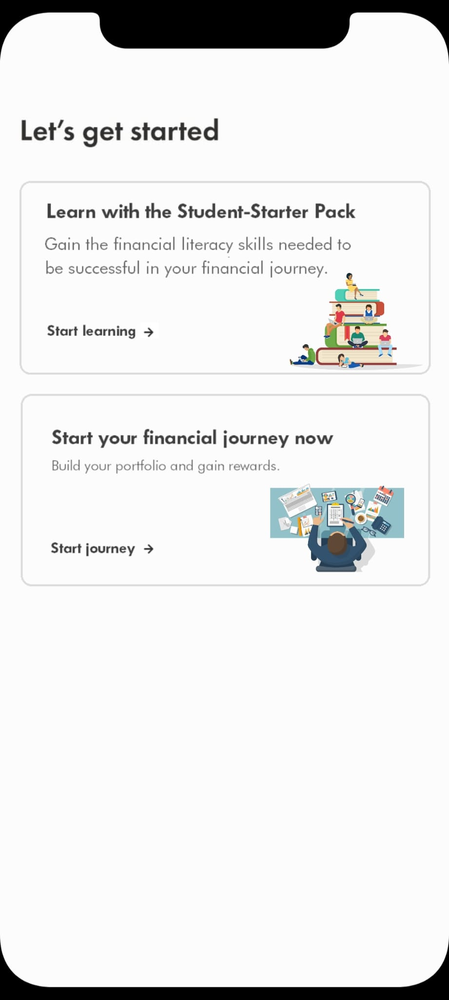 Let’s get started
Learn with the Student-Starter Pack
Gain the financial literacy skills needed to
be successful in your financial journey.
Start learning →
Start your financial journey now
Build your portfolio and gain rewards.
Start journey →